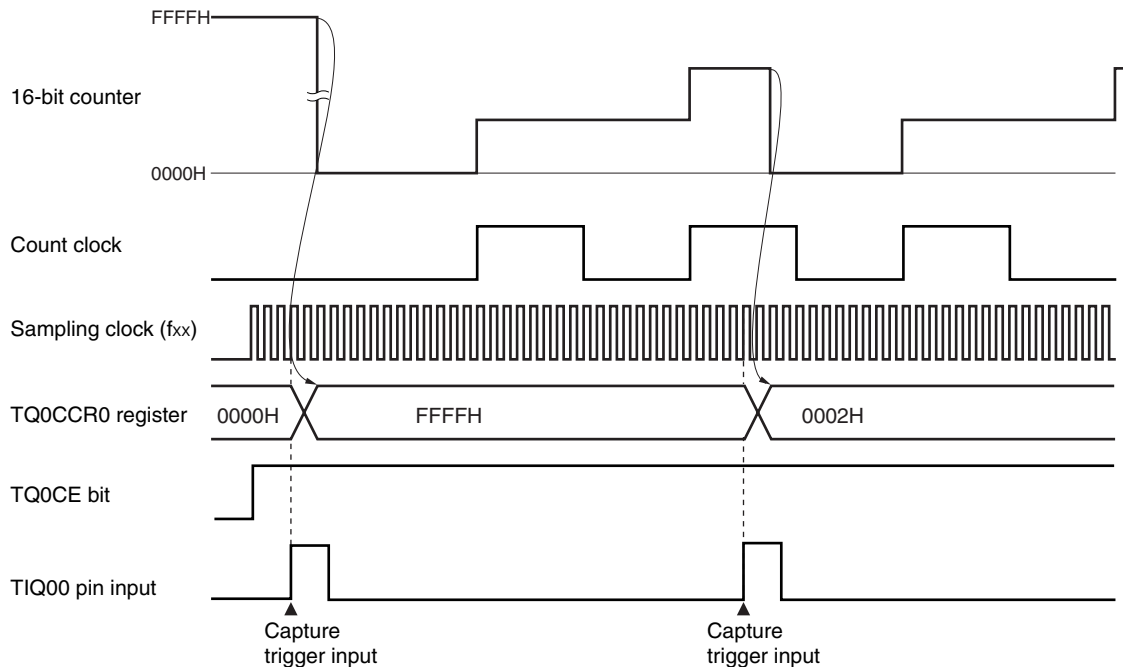 FFFFH
16-bit counter
0000H
Count clock
Sampling clock (fxx)
TQ0CCR0 register
0000H
FFFFH
0002H
TQ0CE bit
TIQ00 pin input
Capture
trigger input
Capture
trigger input